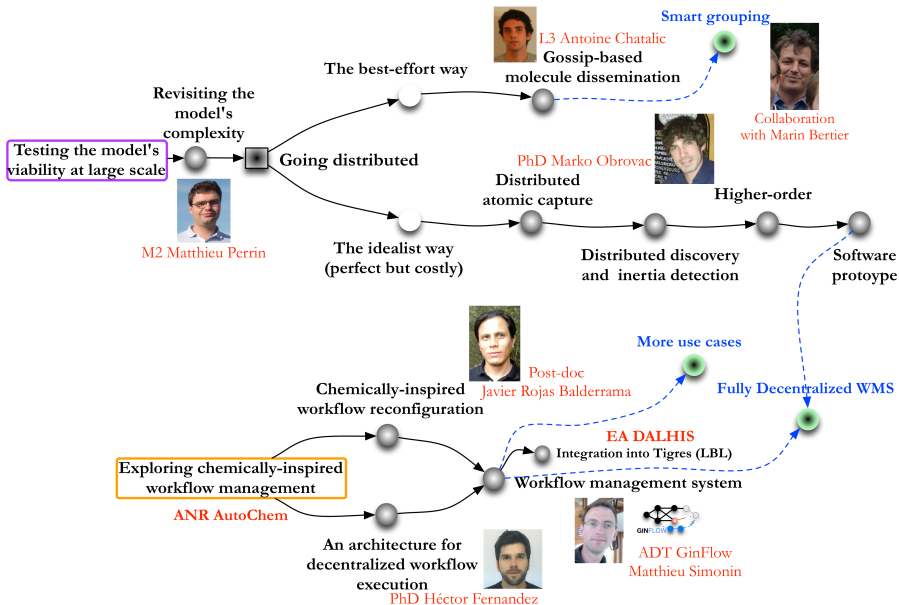 Smart grouping
L3 Antoine Chatalic
Gossip-based
molecule dissemination
The best-effort way
Revisiting the
model's
complexity
Collaboration
with Marin Bertier
Testing the model's
viability at large scale
Going distributed
PhD Marko Obrovac
Distributed
atomic capture
Higher-order
M2 Matthieu Perrin
The idealist way
(perfect but costly)
Distributed discovery
and inertia detection
Software
protoype
More use cases
Post-doc
Javier Rojas Balderrama
Chemically-inspired
workflow reconfiguration
Fully Decentralized WMS
EA DALHIS
Integration into Tigres (LBL)
Exploring chemically-inspired
workflow management
Workflow management system
ANR AutoChem
GINFLOW
An architecture for
decentralized workflow
execution
ADT GinFlow
Matthieu Simonin
PhD Héctor Fernandez